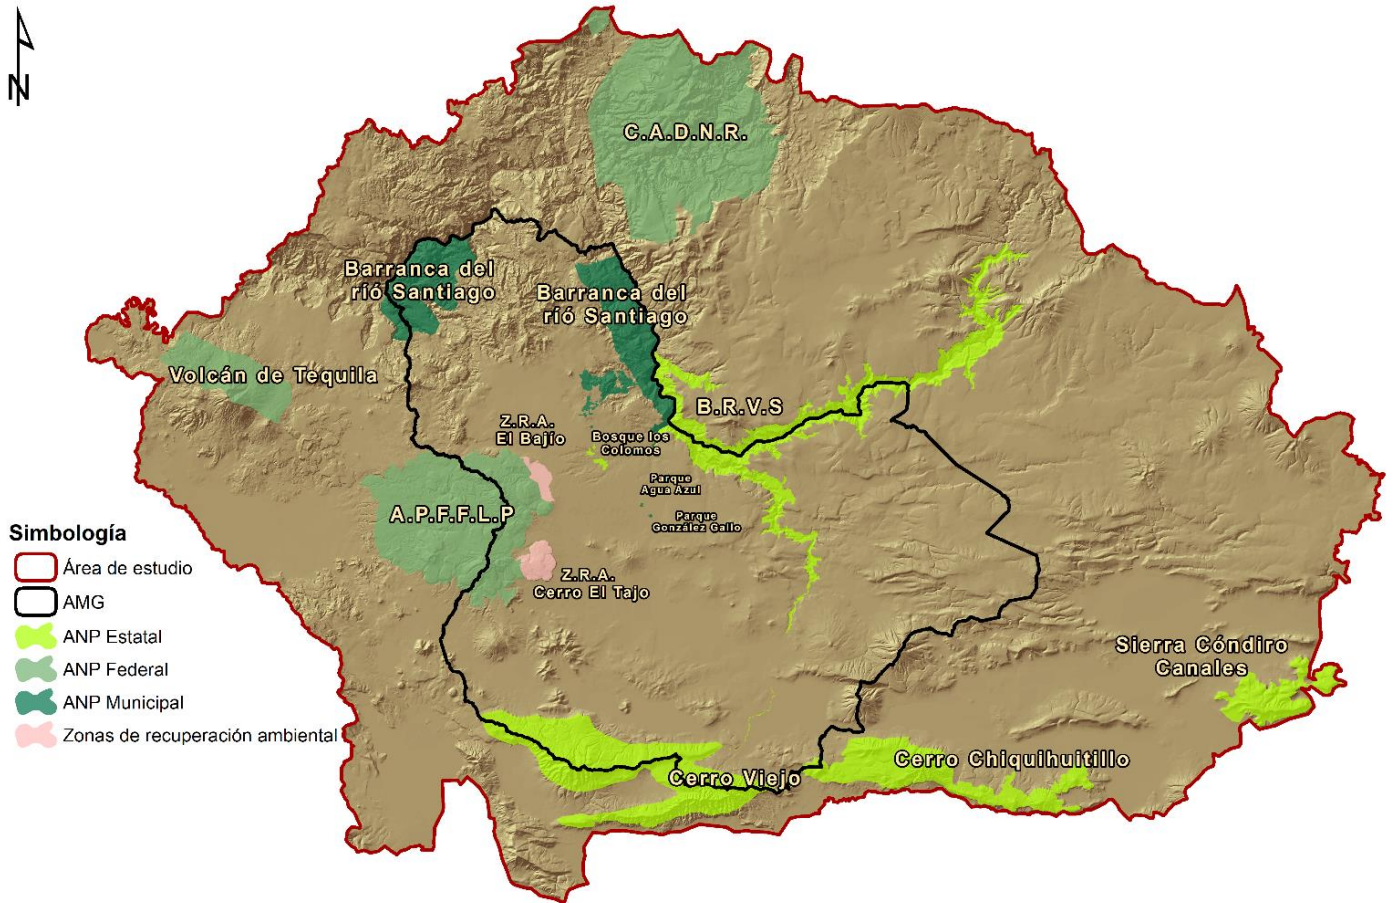 N
C.A.D.N.R.
Barranca del
ríó Santiago
Barranca del
ríó Santiago
Volcán de Tequila
B.R.V.S
Z.R.A.
El Bajío
Bosque los
Colomos
Parque
Agua Azul
Parque
González Gallo
A.P.F.F.L.P
Z.R.A.
Cerro El Tajo
Sierra Cóndiro
Canales
Cerro Viejo
Cerro Chiquihuitillo
Simbología
Área de estudio
AMG
ANP Estatal
ANP Federal
ANP Municipal
Zonas de recuperación ambiental